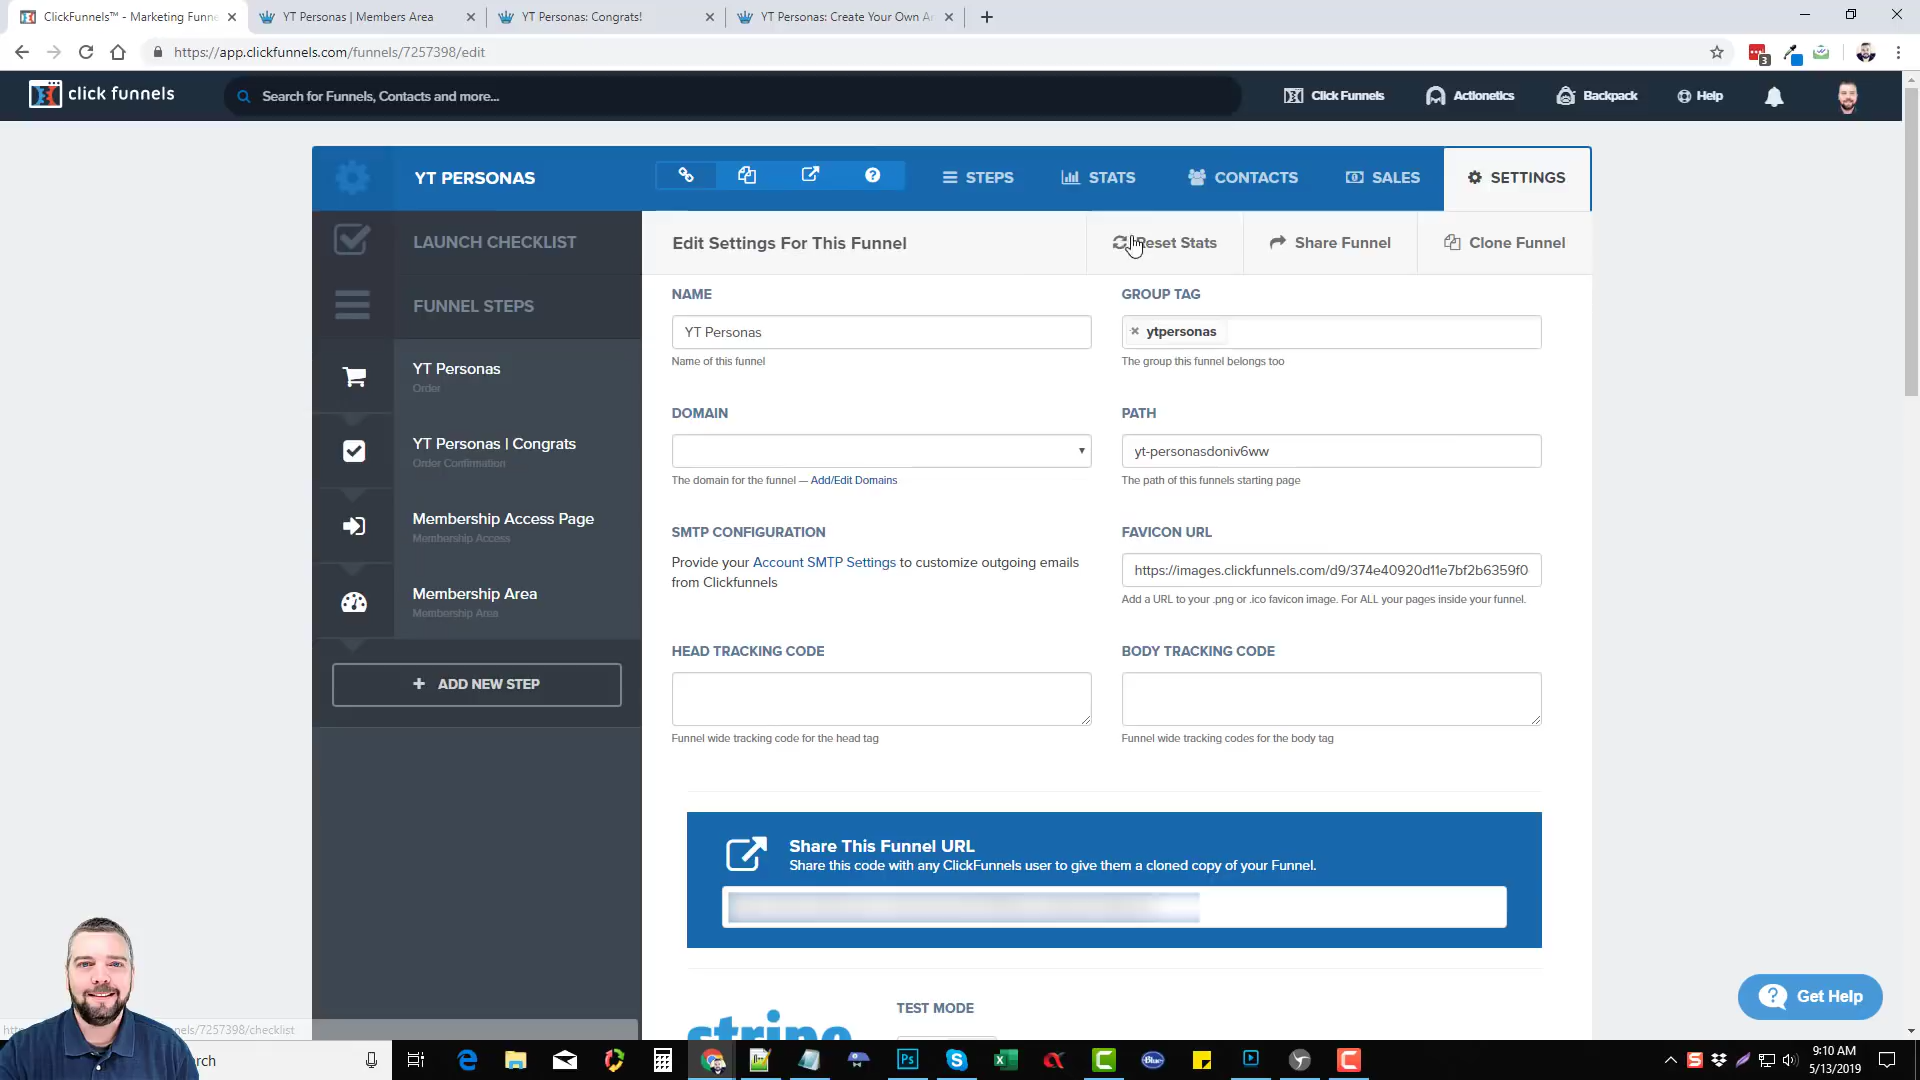 ClickFunnels™ - Marketing Funne
YT Personas | Members Area
YT Personas: Congrats!
YT Personas: Create Your Own Ar
https://app.clickfunnels.com/funnels/7257398/edit
3
click funnels
Search for Funnels, Contacts and more...
Click Funnels
Actionetics
Backpack
Help
YT PERSONAS
STEPS
STATS
CONTACTS
SALES
SETTINGS
LAUNCH CHECKLIST
Edit Settings For This Funnel
Reset Stats
Share Funnel
Clone Funnel
FUNNEL STEPS
NAME
GROUP TAG
YT Personas
× ytpersonas
Name of this funnel
The group this funnel belongs too
YT Personas
Order
DOMAIN
PATH
YT Personas | Congrats
Order Confirmation
yt-personasdoniv6ww
The domain for the funnel — Add/Edit Domains
The path of this funnels starting page
Membership Access Page
Membership Access
SMTP CONFIGURATION
FAVICON URL
Provide your Account SMTP Settings to customize outgoing emails
from Clickfunnels
https://images.clickfunnels.com/d9/374e40920d11e7bf2b6359f0
Add a URL to your .png or .ico favicon image. For ALL your pages inside your funnel.
Membership Area
Membership Area
HEAD TRACKING CODE
BODY TRACKING CODE
+ ADD NEW STEP
Funnel wide tracking code for the head tag
Funnel wide tracking codes for the body tag
Share This Funnel URL
Share this code with any ClickFunnels user to give them a cloned copy of your Funnel.
TEST MODE
stripe
Get Help
nels/7257398/checklist
rch
Ps
Blue
9:10 AM
5/13/2019